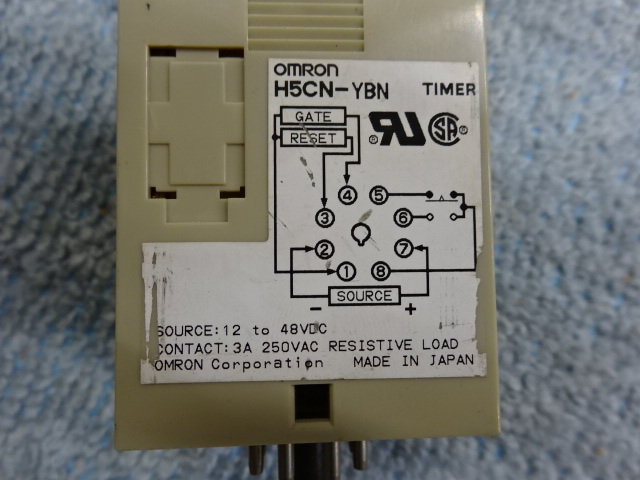 OMRON
H5CN-YBN TIMER
GATE
RESET
4 5
3 6
2 7
1 8
- SOURCE +
SOURCE:12 to 48VDC
CONTACT:3A 250VAC RESISTIVE LOAD
OMRON Corporation MADE IN JAPAN